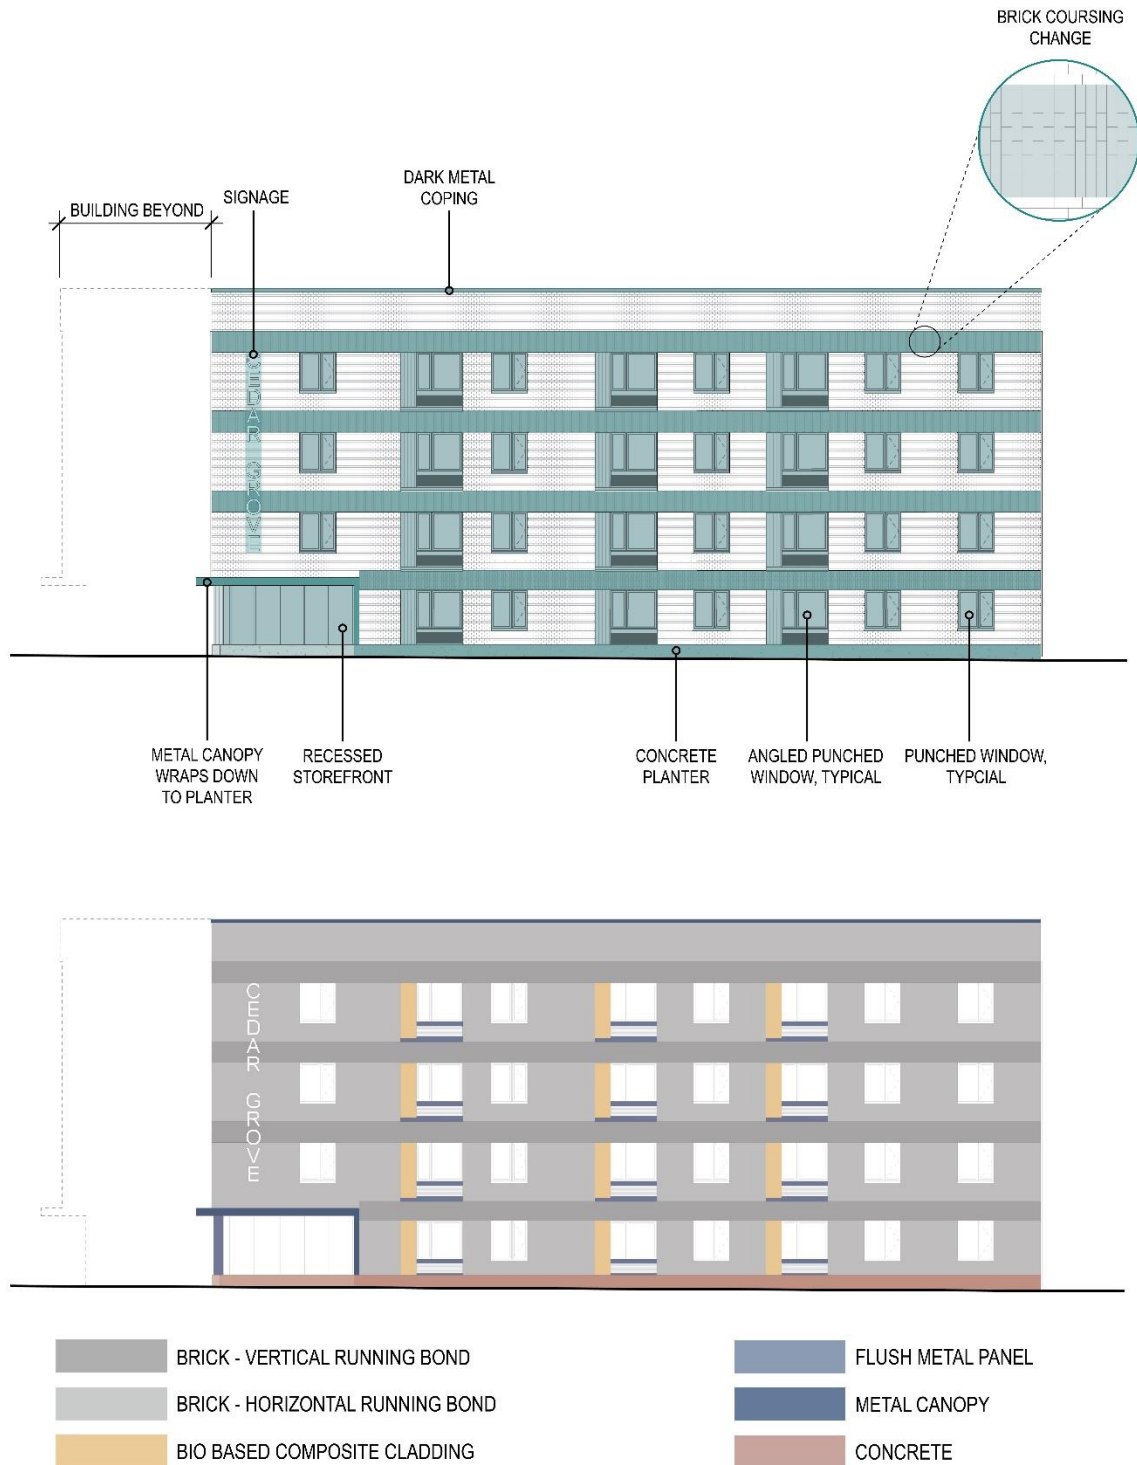 BRICK COURSING
CHANGE
DARK METAL
COPING
SIGNAGE
BUILDING BEYOND
CEDAR GROVE
METAL CANOPY
WRAPS DOWN
TO PLANTER
RECESSED
STOREFRONT
CONCRETE
PLANTER
ANGLED PUNCHED
WINDOW, TYPICAL
PUNCHED WINDOW,
TYPCIAL
CEDAR GROVE
BRICK - VERTICAL RUNNING BOND
BRICK - HORIZONTAL RUNNING BOND
BIO BASED COMPOSITE CLADDING
FLUSH METAL PANEL
METAL CANOPY
CONCRETE